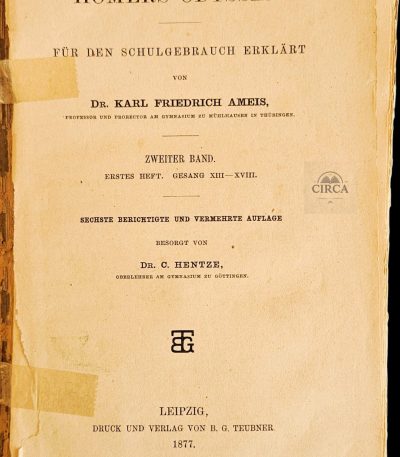 HOMERS ODYSSEE
FÜR DEN SCHULGEBRAUCH ERKLÄRT
VON
DR. KARL FRIEDRICH AMEIS,
PROFESSOR UND PRORECTOR AM GYMNASIUM ZU MÜHLHAUSEN IN THÜRINGEN.
ZWEITER BAND.
ERSTES HEFT. GESANG XIII—XVIII.
CIRCA
SECHSTE BERICHTIGTE UND VERMEHRTE AUFLAGE
BESORGT VON
DR. C. HENTZE,
OBERLEHRER AM GYMNASIUM ZU GÖTTINGEN.
BTG
LEIPZIG,
DRUCK UND VERLAG VON B. G. TEUBNER.
1877.